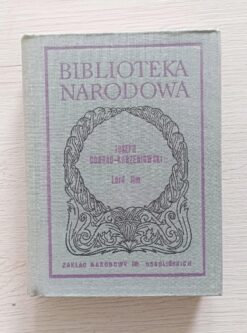 BIBLIOTEKA
NARODOWA
JOSEPH
CONRAD-KORZENIOWSKI
Lord Jim
ZAKŁAD NARODOWY IM. OSSOLIŃSKICH